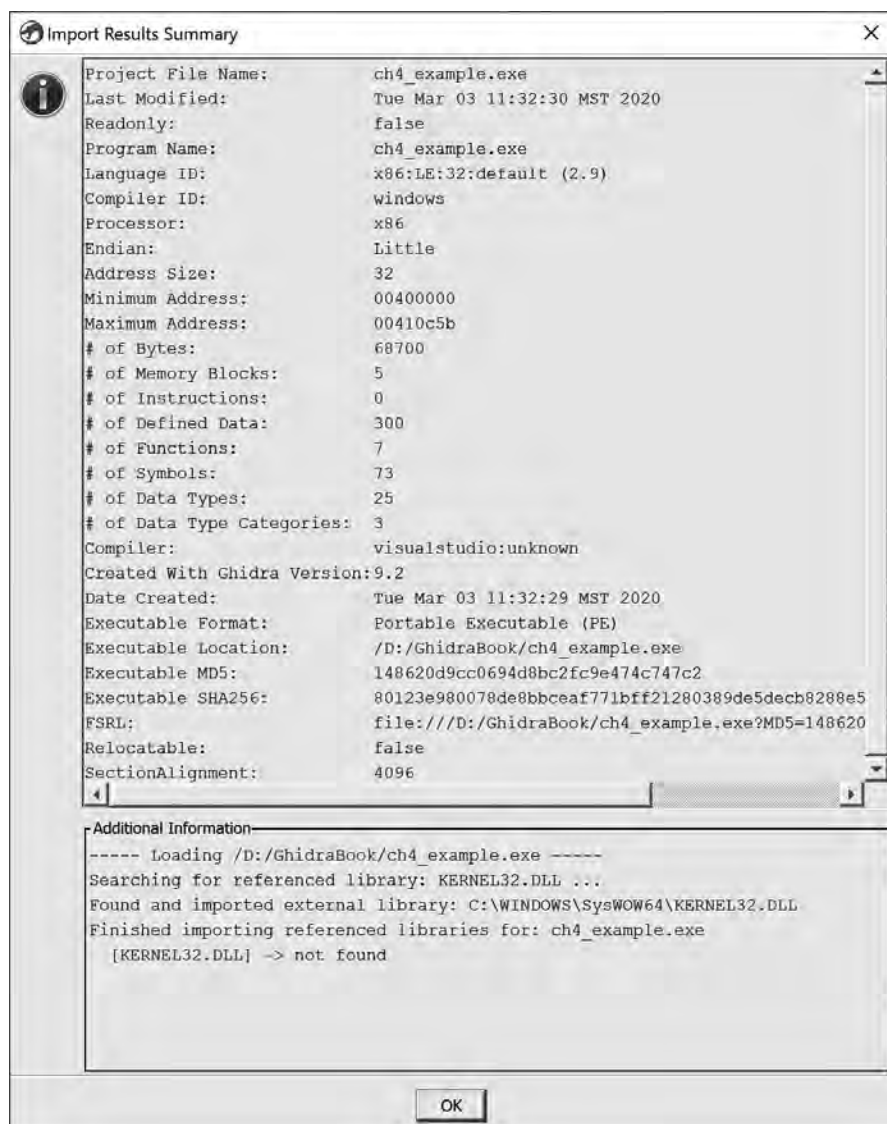 Import Results Summary
Project File Name: ch4_example.exe
Last Modified: Tue Mar 03 11:32:30 MST 2020
Readonly: false
Program Name: ch4_example.exe
Language ID: x86:LE:32:default (2.9)
Compiler ID: windows
Processor: x86
Endian: Little
Address Size: 32
Minimum Address: 00400000
Maximum Address: 00410c5b
# of Bytes: 68700
# of Memory Blocks: 5
# of Instructions: 0
# of Defined Data: 300
# of Functions: 7
# of Symbols: 73
# of Data Types: 25
# of Data Type Categories: 3
Compiler: visualstudio:unknown
Created With Ghidra Version: 9.2
Date Created: Tue Mar 03 11:32:29 MST 2020
Executable Format: Portable Executable (PE)
Executable Location: /D:/GhidraBook/ch4_example.exe
Executable MD5: 148620d9cc0694d8bc2fc9e474c747c2
Executable SHA256: 80123e980078de8bbceaf771bff21280389de5decb8288e5
FSRL: file:///D:/GhidraBook/ch4_example.exe?MD5=148620
Relocatable: false
SectionAlignment: 4096
Additional Information
----- Loading /D:/GhidraBook/ch4_example.exe -----
Searching for referenced library: KERNEL32.DLL ...
Found and imported external library: C:\WINDOWS\SysWOW64\KERNEL32.DLL
Finished importing referenced libraries for: ch4_example.exe
[KERNEL32.DLL] -> not found
OK